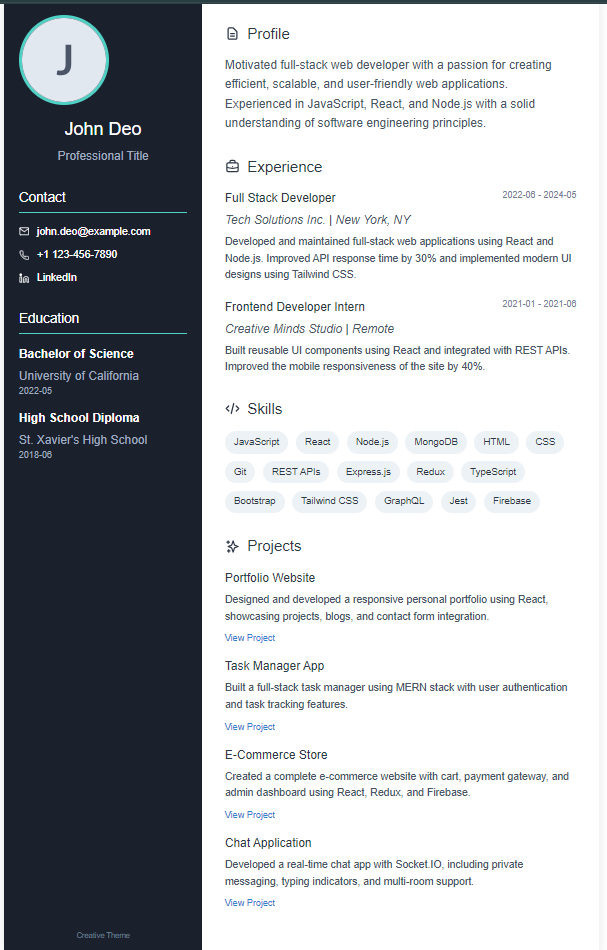 J
John Deo
Professional Title
Contact
john.deo@example.com
+1 123-456-7890
LinkedIn
Education
Bachelor of Science
University of California
2022-05
High School Diploma
St. Xavier's High School
2018-06
Creative Theme
Profile
Motivated full-stack web developer with a passion for creating
efficient, scalable, and user-friendly web applications.
Experienced in JavaScript, React, and Node.js with a solid
understanding of software engineering principles.
Experience
Full Stack Developer 2022-06 - 2024-05
Tech Solutions Inc. | New York, NY
Developed and maintained full-stack web applications using React and
Node.js. Improved API response time by 30% and implemented modern UI
designs using Tailwind CSS.
Frontend Developer Intern 2021-01 - 2021-06
Creative Minds Studio | Remote
Built reusable UI components using React and integrated with REST APIs.
Improved the mobile responsiveness of the site by 40%.
Skills
JavaScript React Node.js MongoDB HTML CSS
Git REST APIs Express.js Redux TypeScript
Bootstrap Tailwind CSS GraphQL Jest Firebase
Projects
Portfolio Website
Designed and developed a responsive personal portfolio using React,
showcasing projects, blogs, and contact form integration.
View Project
Task Manager App
Built a full-stack task manager using MERN stack with user authentication
and task tracking features.
View Project
E-Commerce Store
Created a complete e-commerce website with cart, payment gateway, and
admin dashboard using React, Redux, and Firebase.
View Project
Chat Application
Developed a real-time chat app with Socket.IO, including private
messaging, typing indicators, and multi-room support.
View Project